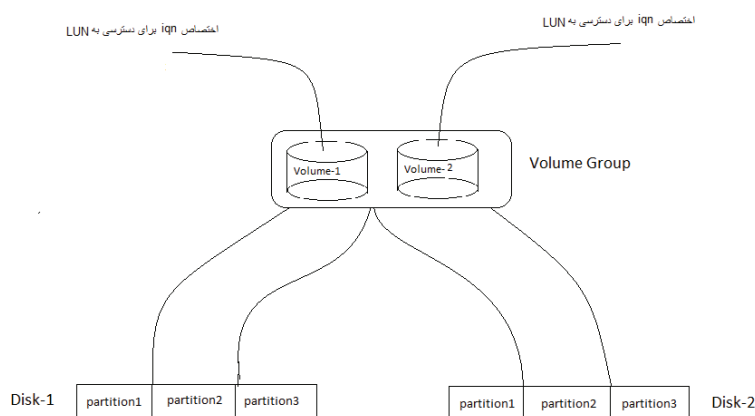 اختصاص iqn برای دسترسی به LUN
اختصاص iqn برای دسترسی به LUN
Volume-1
Volume-2
Volume Group
Disk-1
partition1
partition2
partition3
partition1
partition2
partition3
Disk-2